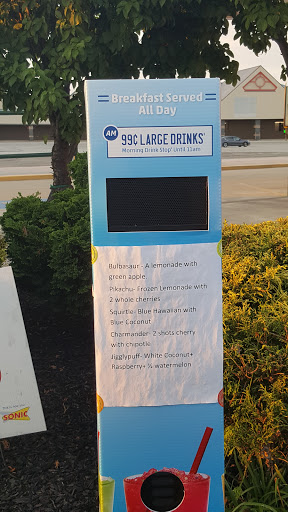 Breakfast Served
All Day
AM
99¢ LARGE DRINKS*
Morning Drink Stop® Until 11am
Bulbasaur- A lemonade with
green apple.
Pikachu- Frozen Lemonade with
2 whole cherries
Squirtle- Blue Hawaiian with
Blue Coconut
Charmander- 2 shots cherry
with chipotle
Jigglypuff- White Coconut+
Raspberry+ ½ watermelon
SONIC